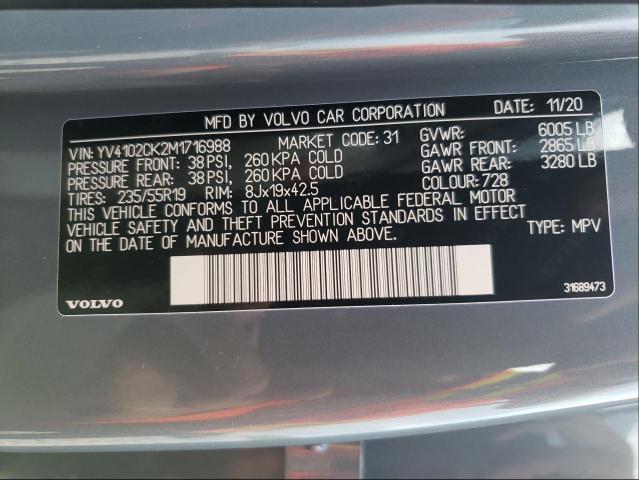 MFD BY VOLVO CAR CORPORATION DATE: 11/20
VIN: YV4102CK2M1716988 MARKET CODE: 31 GVWR: 6005 LB
PRESSURE FRONT: 38 PSI, 260 KPA COLD GAWR FRONT: 2865 LB
PRESSURE REAR: 38 PSI, 260 KPA COLD GAWR REAR: 3280 LB
TIRES: 235/55R19 RIM: 8Jx19x42.5 COLOUR: 728
THIS VEHICLE CONFORMS TO ALL APPLICABLE FEDERAL MOTOR
VEHICLE SAFETY AND THEFT PREVENTION STANDARDS IN EFFECT
ON THE DATE OF MANUFACTURE SHOWN ABOVE. TYPE: MPV
VOLVO 31689473